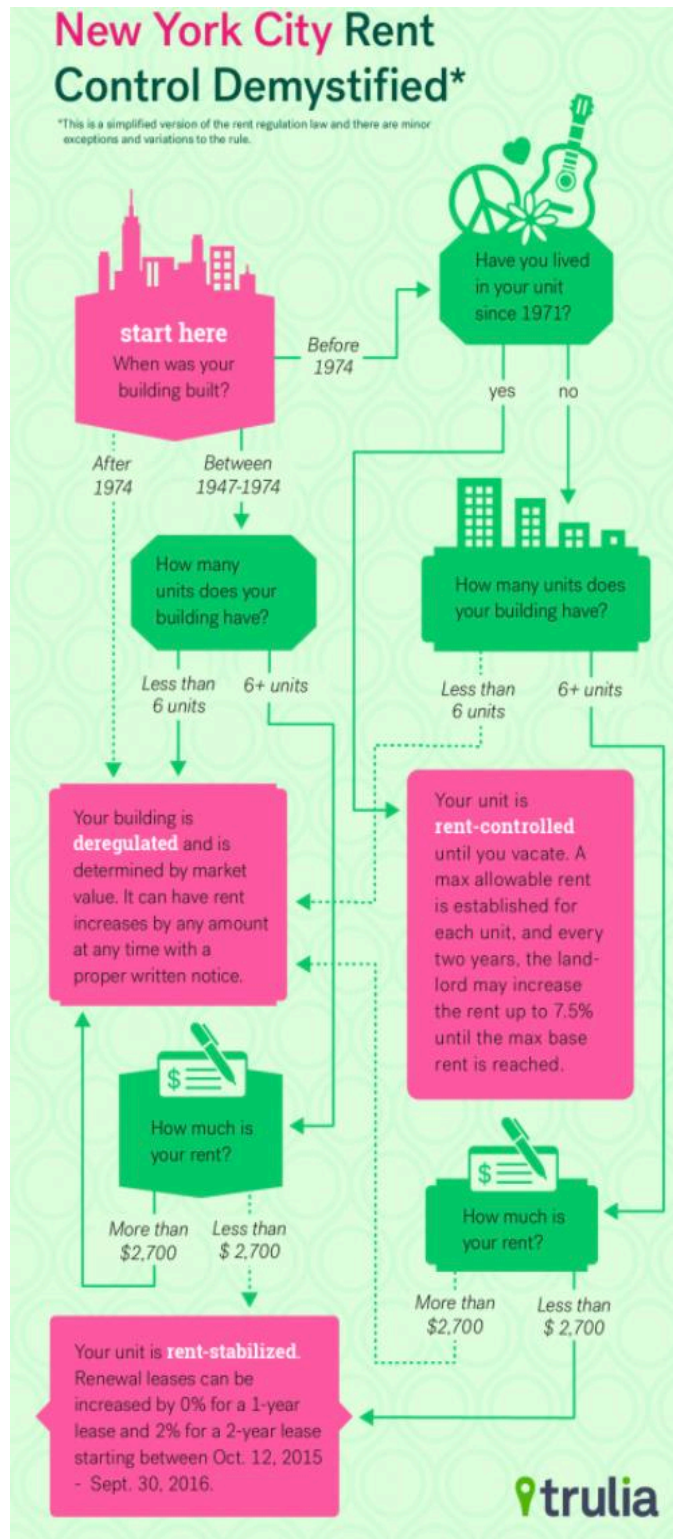 New York City Rent
Control Demystified*
*This is a simplified version of the rent regulation law and there are minor
exceptions and variations to the rule.
start here
When was your
building built?
Before
1974
Have you lived
in your unit
since 1971?
yes
no
After
1974
Between
1947-1974
How many
units does your
building have?
How many units does
your building have?
Less than
6 units
6+ units
Less than
6 units
6+ units
Your building is
deregulated and is
determined by market
value. It can have rent
increases by any amount
at any time with a
proper written notice.
Your unit is
rent-controlled
until you vacate. A
max allowable rent
is established for
each unit, and every
two years, the land-
lord may increase
the rent up to 7.5%
until the max base
rent is reached.
$
How much is
your rent?
More than
$2,700
Less than
$ 2,700
$
How much is
your rent?
More than
$2,700
Less than
$ 2,700
Your unit is rent-stabilized.
Renewal leases can be
increased by 0% for a 1-year
lease and 2% for a 2-year lease
starting between Oct. 12, 2015
- Sept. 30, 2016.
trulia